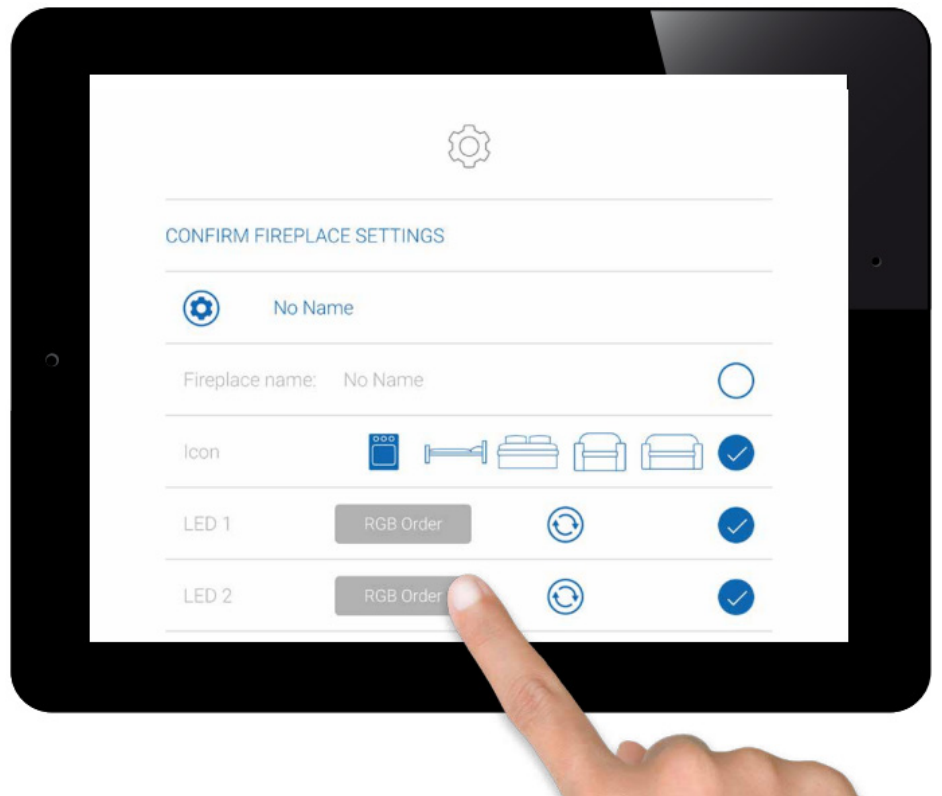 CONFIRM FIREPLACE SETTINGS
No Name
Fireplace name: No Name
Icon
LED 1 RGB Order
LED 2 RGB Order